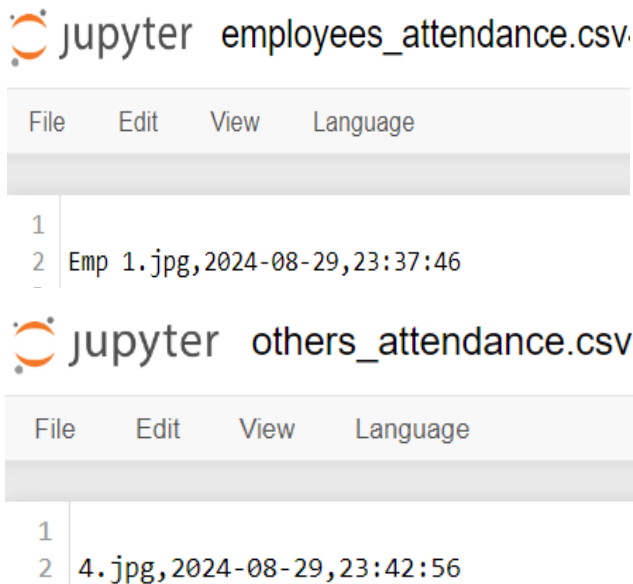 jupyter employees_attendance.csv
File Edit View Language
1
2 Emp 1.jpg,2024-08-29,23:37:46
jupyter others_attendance.csv
File Edit View Language
1
2 4.jpg,2024-08-29,23:42:56